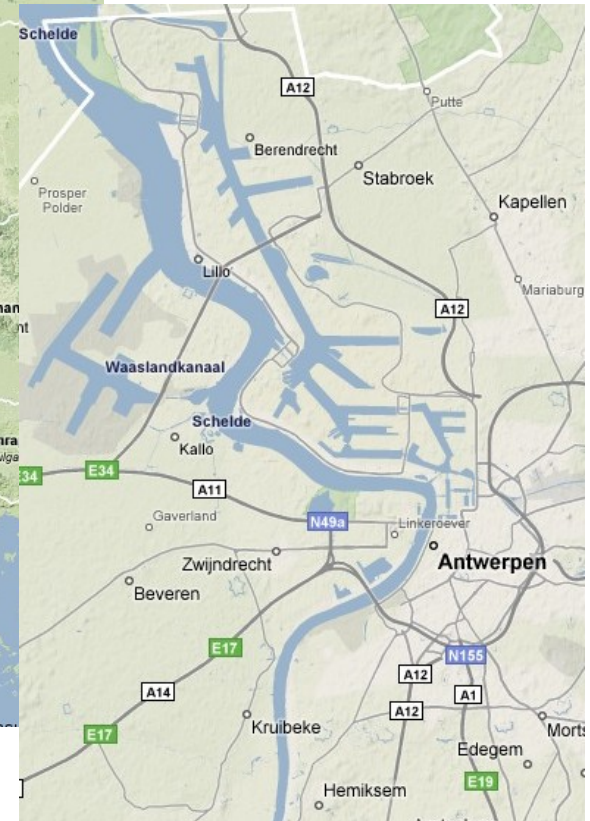 Schelde
A12
Putte
Berendrecht
Stabroek
Prosper
Polder
Kapellen
Lillo
Mariaburg
A12
Waaslandkanaal
Schelde
Kallo
E34
A11
Gaverland
N49a
Linkeroever
Zwijndrecht
Antwerpen
Beveren
E17
N155
A12
A14
A1
A12
Kruibeke
E17
Edegem
E19
Hemiksem